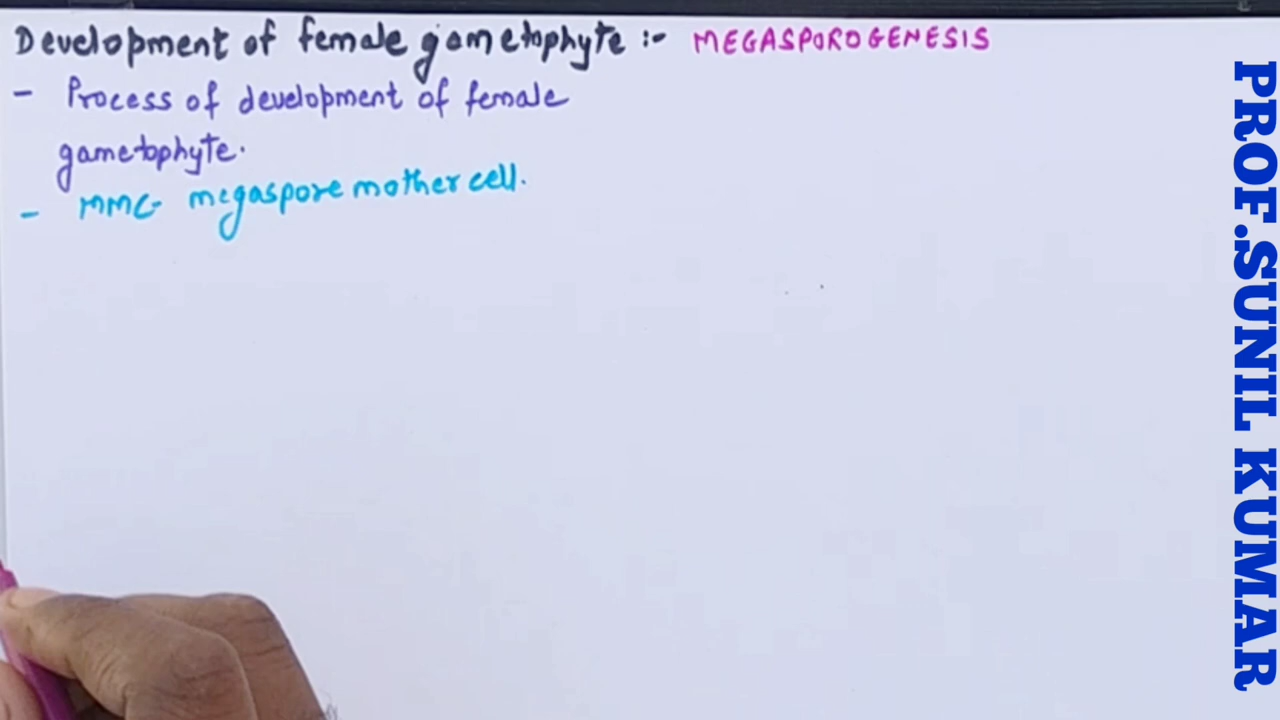 Development of female gametophyte :- MEGASPOROGENESIS
- Process of development of female
gametophyte.
- MMC- megaspore mother cell.
PROF.SUNIL KUMAR